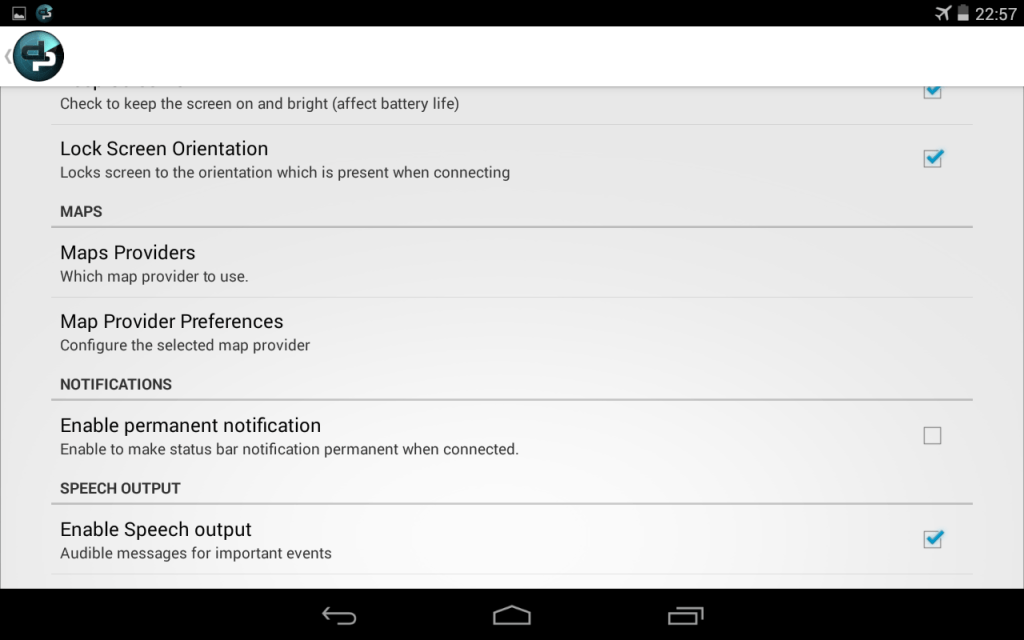 22:57
Check to keep the screen on and bright (affect battery life)
Lock Screen Orientation
Locks screen to the orientation which is present when connecting
MAPS
Maps Providers
Which map provider to use.
Map Provider Preferences
Configure the selected map provider
NOTIFICATIONS
Enable permanent notification
Enable to make status bar notification permanent when connected.
SPEECH OUTPUT
Enable Speech output
Audible messages for important events